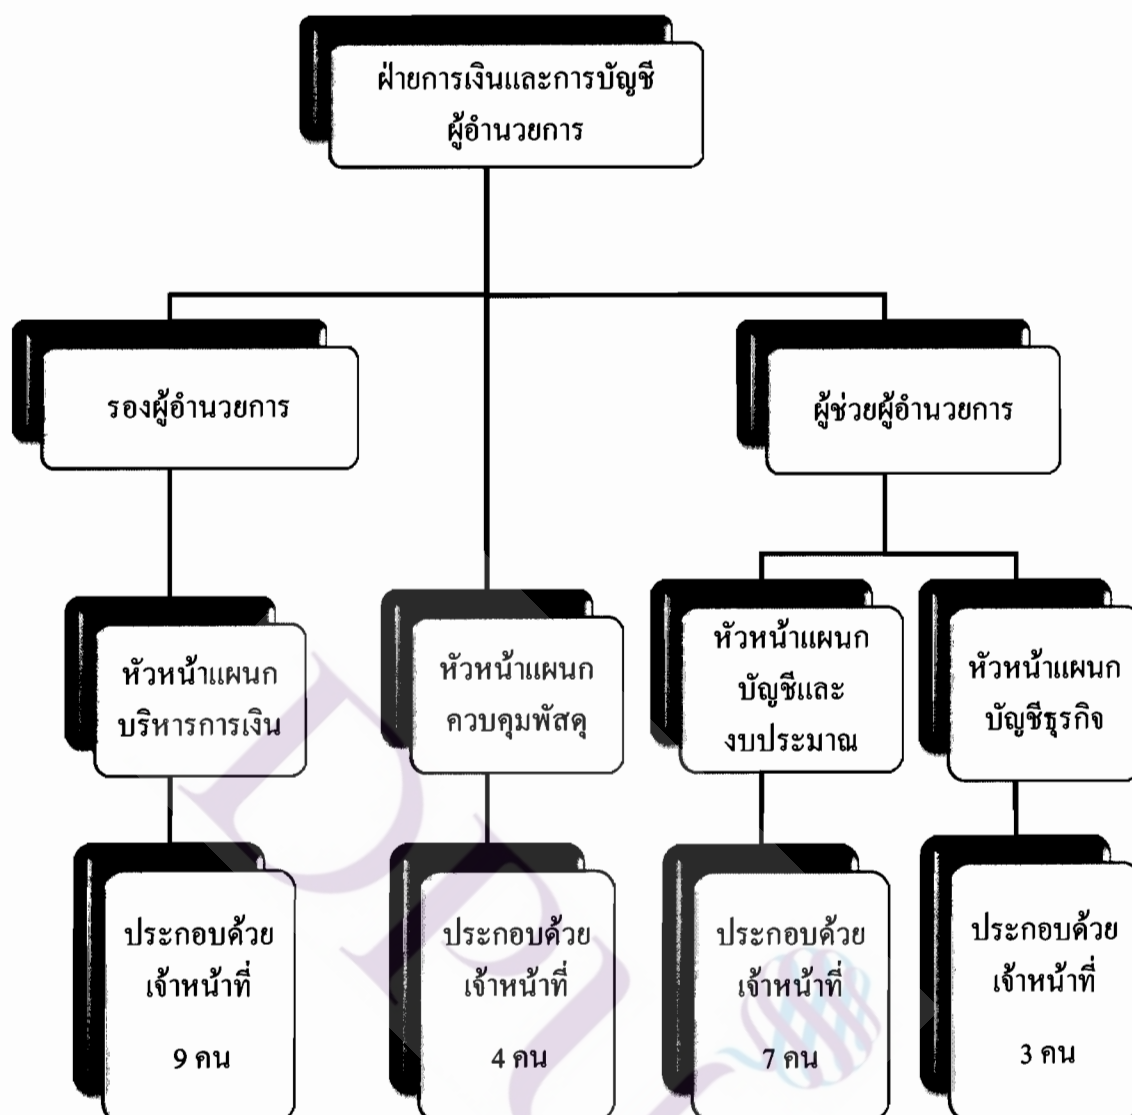 ฝ่ายการเงินและการบัญชี
ผู้อำนวยการ
รองผู้อำนวยการ
ผู้ช่วยผู้อำนวยการ
หัวหน้าแผนก
บริหารการเงิน
หัวหน้าแผนก
ควบคุมพัสดุ
หัวหน้าแผนก
บัญชีและ
งบประมาณ
หัวหน้าแผนก
บัญชีธุรกิจ
ประกอบด้วย
เจ้าหน้าที่
9 คน
ประกอบด้วย
เจ้าหน้าที่
4 คน
ประกอบด้วย
เจ้าหน้าที่
7 คน
ประกอบด้วย
เจ้าหน้าที่
3 คน
DPU